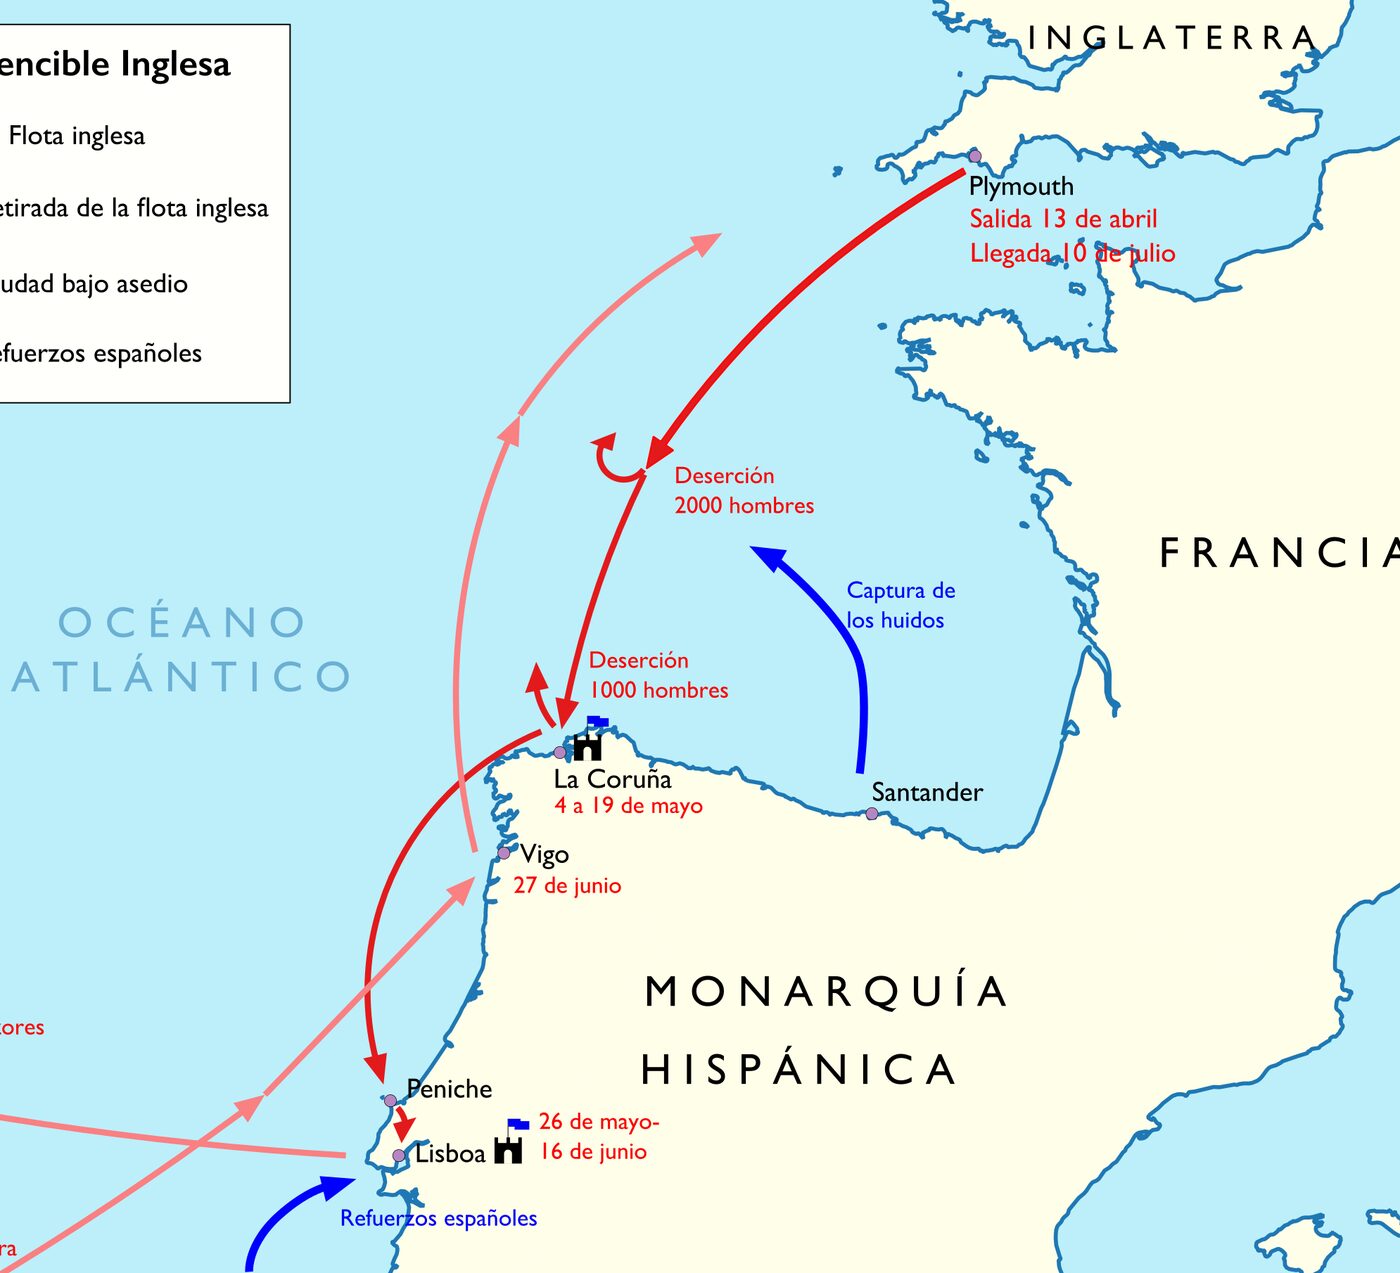 encible Inglesa
Flota inglesa
etirada de la flota inglesa
udad bajo asedio
efuerzos españoles
INGLATERRA
Plymouth
Salida 13 de abril
Llegada 10 de julio
Deserción
2000 hombres
FRANCIA
Captura de
los huidos
OCÉANO
ATLÁNTICO
Deserción
1000 hombres
La Coruña
4 a 19 de mayo
Santander
Vigo
27 de junio
MONARQUÍA
HISPÁNICA
zores
Peniche
Lisboa
26 de mayo-
16 de junio
Refuerzos españoles
ra